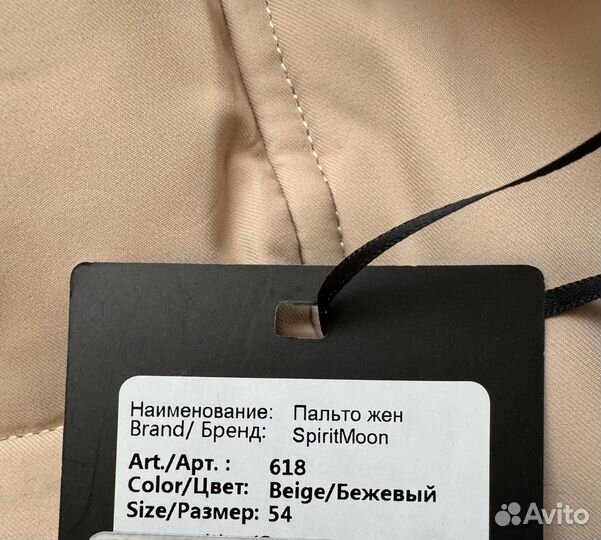 Наименование: Пальто жен
Brand/ Бренд: SpiritMoon
Art./Арт. : 618
Color/Цвет: Beige/Бежевый
Size/Размер: 54
Avito